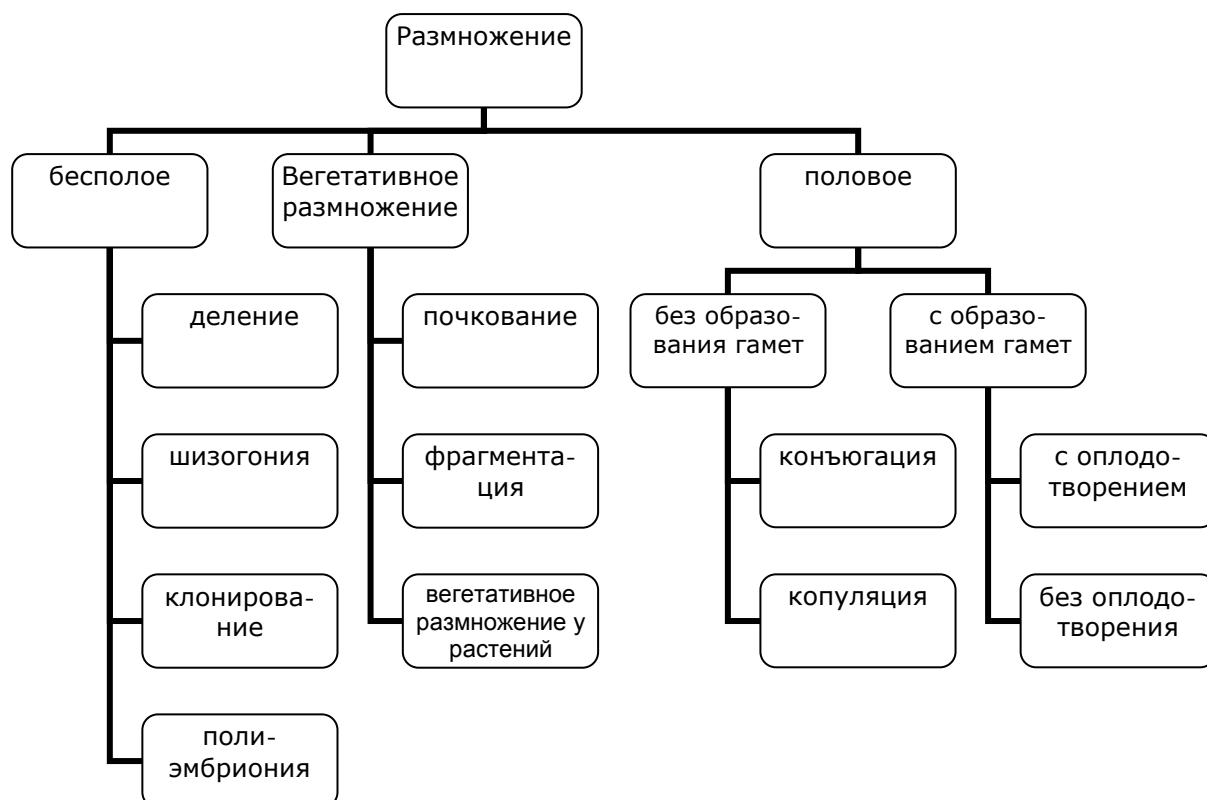 Размножение
бесполое
Вегетативное
размножение
половое
деление
почкование
без образо-
вания гамет
с образо-
ванием гамет
шизогония
фрагмента-
ция
конъюгация
с оплодо-
творением
клонирова-
ние
вегетативное
размножение у
растений
копуляция
без оплодо-
творения
поли-
эмбриония